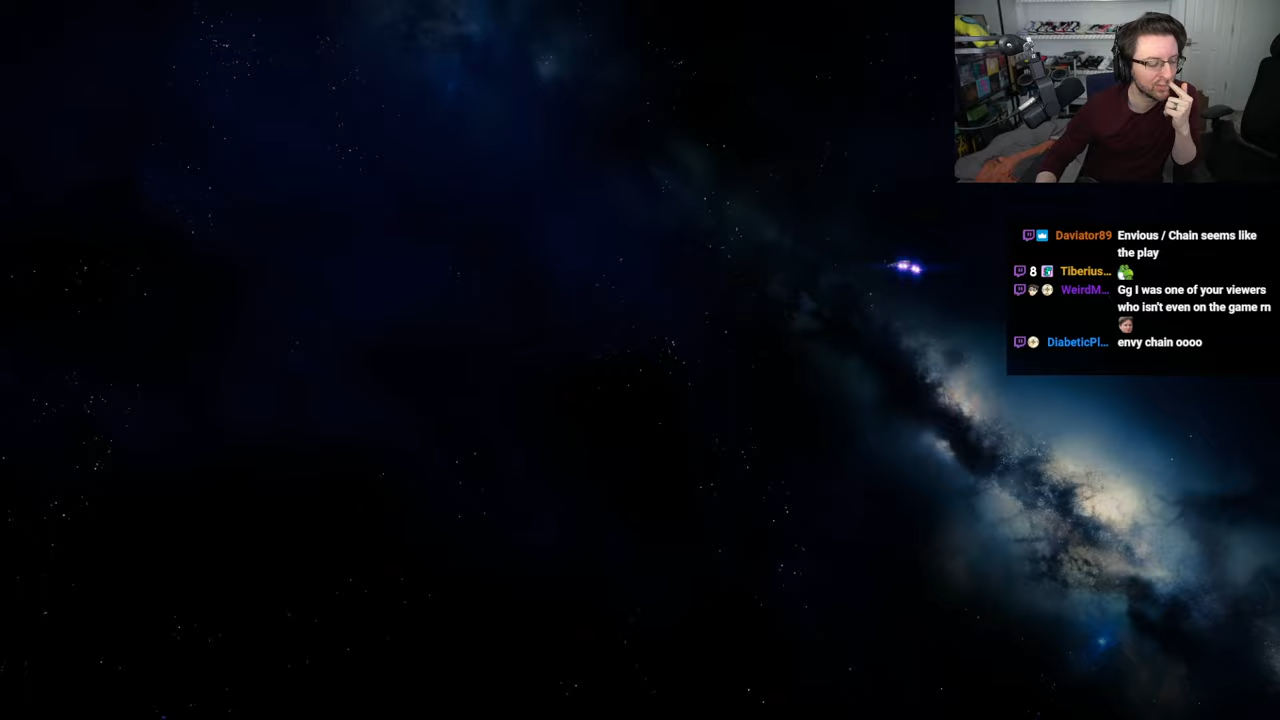 Daviator89 Envious / Chain seems like
the play
8 Tiberius...
WeirdM... Gg I was one of your viewers
who isn't even on the game rn
DiabeticPl... envy chain oooo